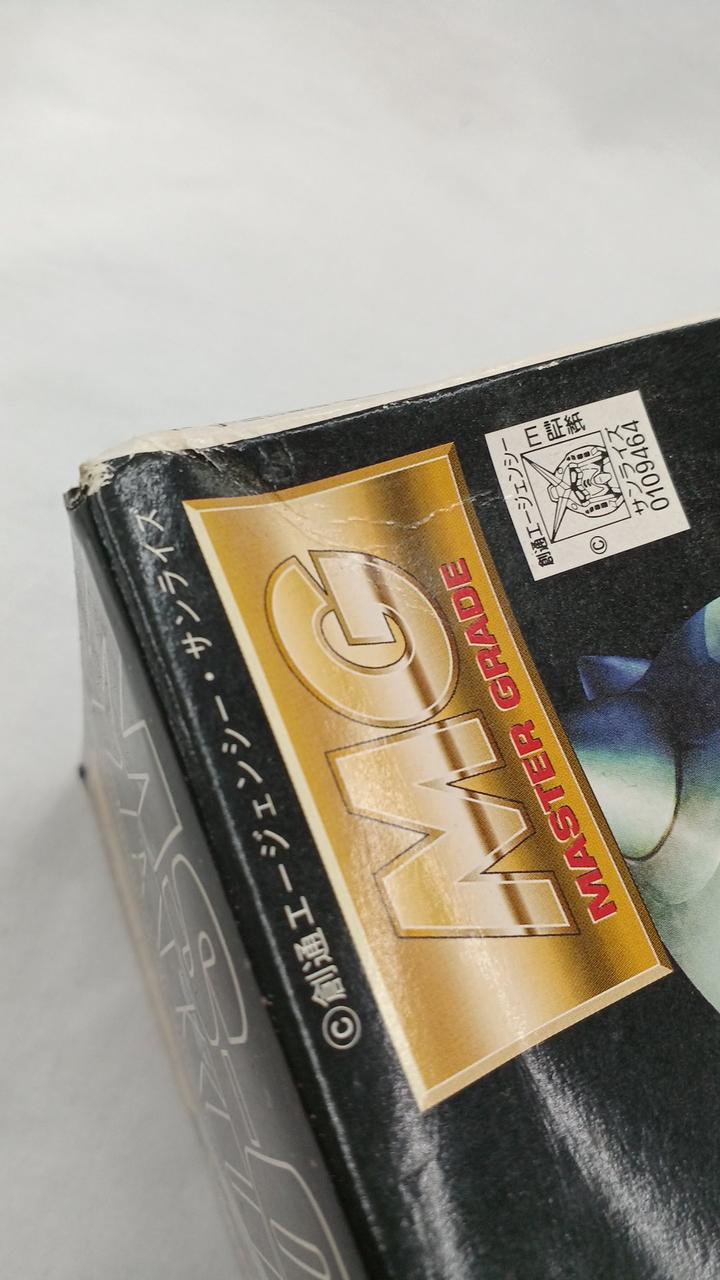 MG
MASTER GRADE
©創通エージェンシー・サンライズ
創通エージェンシー
証紙
©
サンライズ
0109464